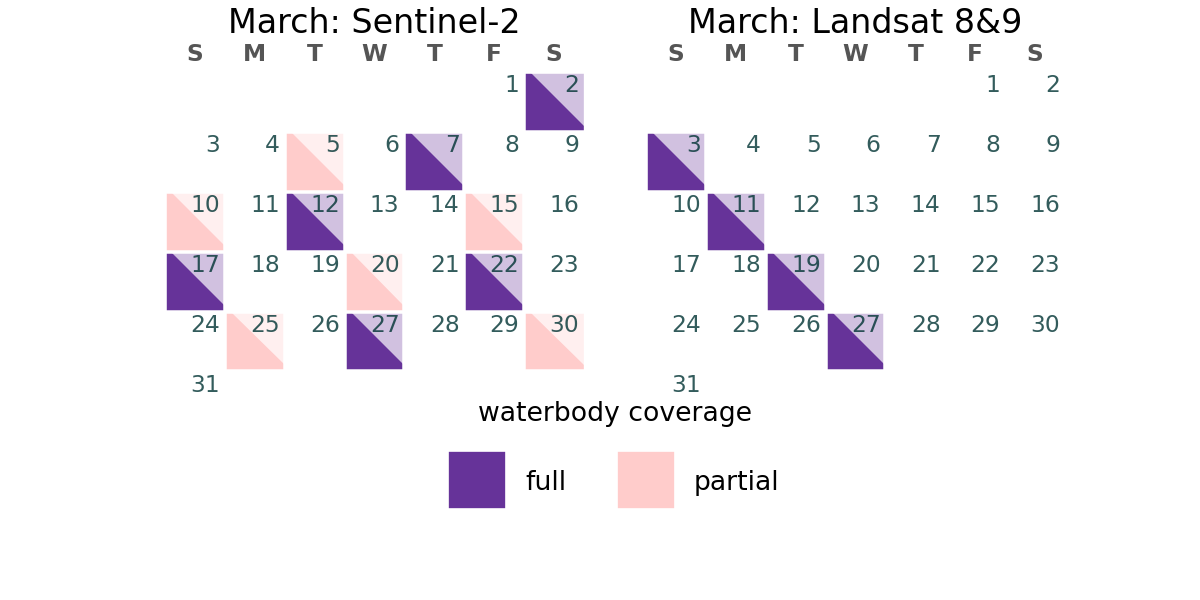 March: Sentinel-2
S M T W T F S
1 2
3 4 5 6 7 8 9
10 11 12 13 14 15 16
17 18 19 20 21 22 23
24 25 26 27 28 29 30
31
March: Landsat 8&9
S M T W T F S
1 2
3 4 5 6 7 8 9
10 11 12 13 14 15 16
17 18 19 20 21 22 23
24 25 26 27 28 29 30
31
waterbody coverage
full partial